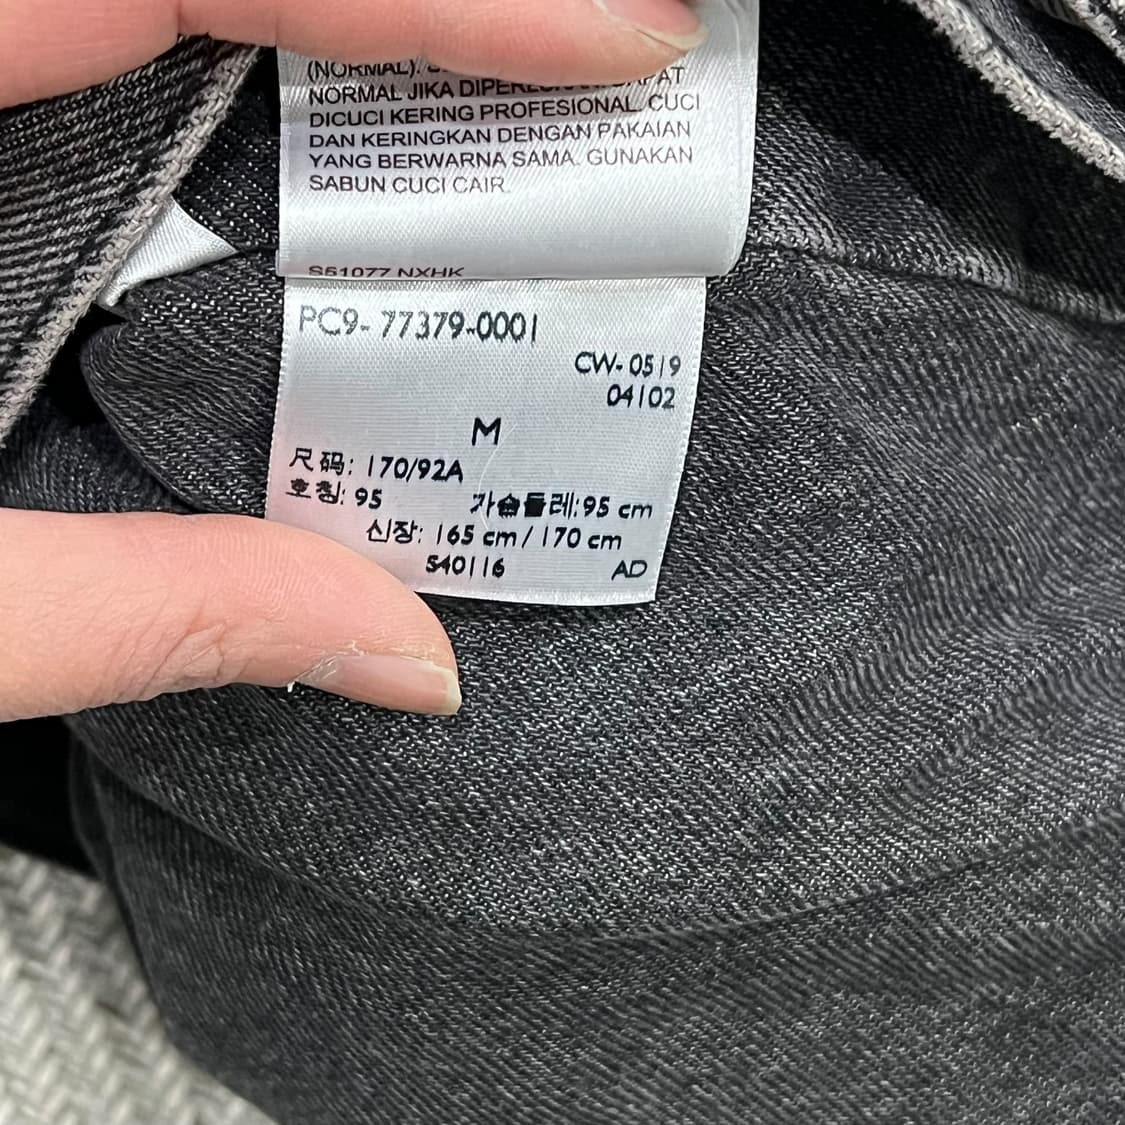 (NORMAL).
NORMAL JIKA DAPAT
DICUCI KERING PROFESIONAL. CUCI
DAN KERINGKAN DENGAN PAKAIAN
YANG BERWARNA SAMA. GUNAKAN
SABUN CUCI CAIR.
S51077 NXHK
PC9-77379-0001
CW-0519
04102
M
尺码: 170/92A
호칭: 95 가슴둘레: 95 cm
신장: 165 cm / 170 cm
540116 AD